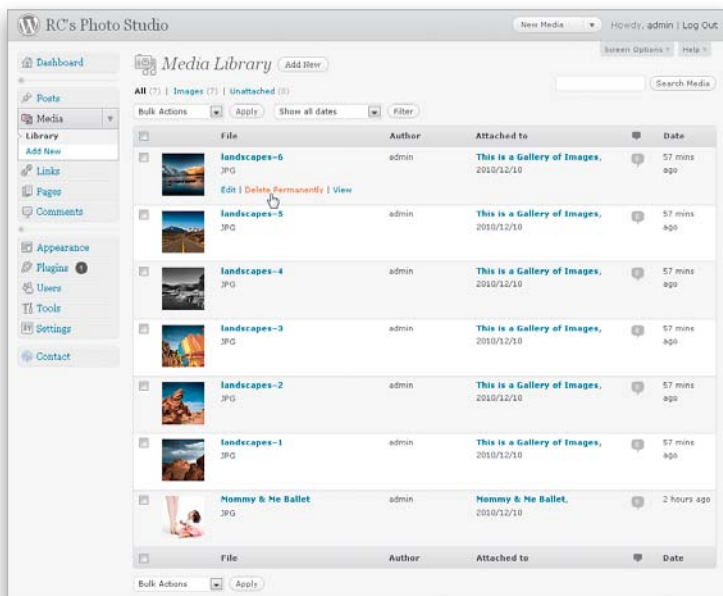 RC's Photo Studio
New Media
Howdy, admin | Log Out
Screen Options
Help
Dashboard
Posts
Media
Library
Add New
Links
Pages
Comments
Appearance
Plugins 1
Users
Tools
Settings
Contact
Media Library Add New
All (7) | Images (7) | Unattached (0)
Search Media
Bulk Actions Apply Show all dates Filter
File Author Attached to Date
landscapes-6 admin This is a Gallery of Images, 57 mins
JPG 2010/12/10 ago
Edit | Delete Permanently | View
landscapes-5 admin This is a Gallery of Images, 57 mins
JPG 2010/12/10 ago
landscapes-4 admin This is a Gallery of Images, 57 mins
JPG 2010/12/10 ago
landscapes-3 admin This is a Gallery of Images, 57 mins
JPG 2010/12/10 ago
landscapes-2 admin This is a Gallery of Images, 57 mins
JPG 2010/12/10 ago
landscapes-1 admin This is a Gallery of Images, 57 mins
JPG 2010/12/10 ago
Mommy & Me Ballet admin Mommy & Me Ballet, 2 hours ago
JPG 2010/12/10
File Author Attached to Date
Bulk Actions Apply